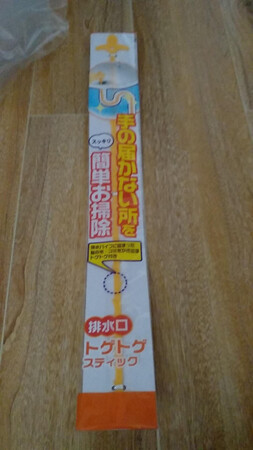 手の届かない所を
スッキリ
簡単お掃除
排水口
トゲトゲ
スティック